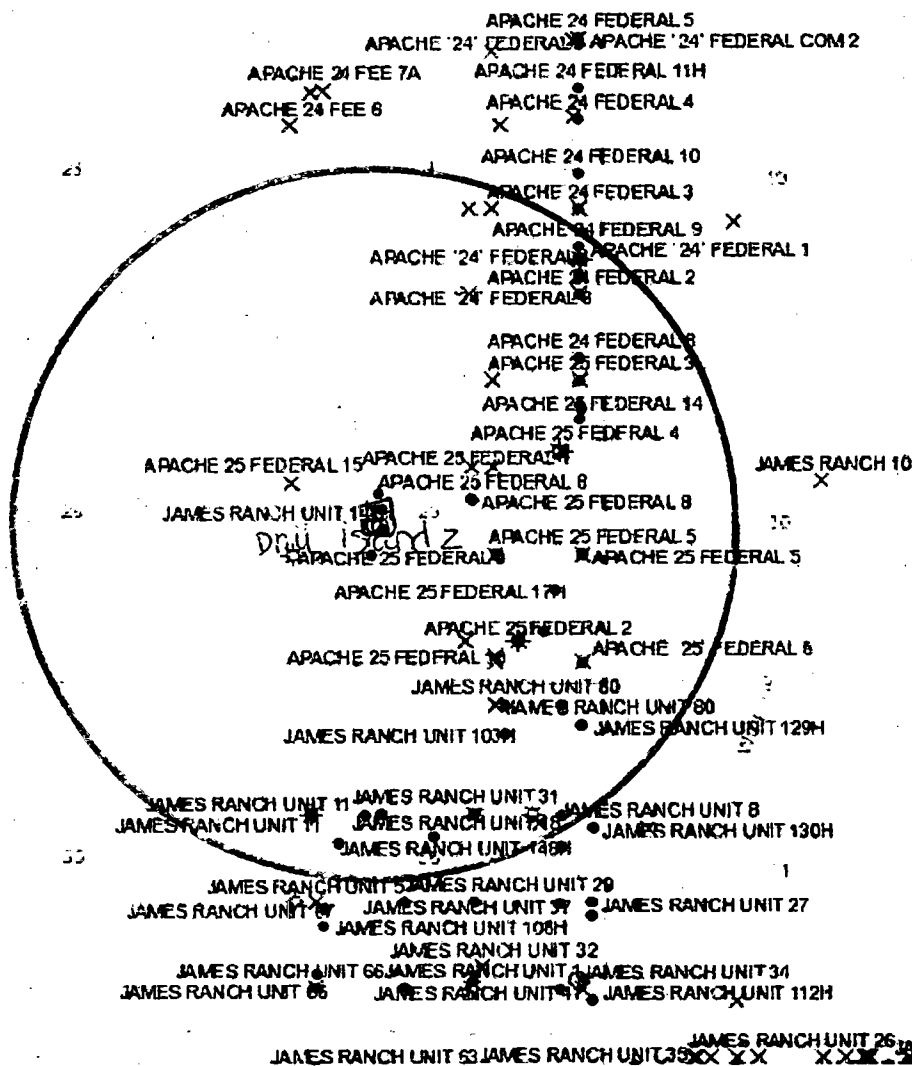 APACHE 24 FEDERAL 5
APACHE '24' FEDERAL APACHE '24' FEDERAL COM 2
APACHE 24 FEE 7A APACHE 24 FEDERAL 11H
APACHE 24 FEE 6 APACHE 24 FEDERAL 4
APACHE 24 FEDERAL 10
APACHE 24 FEDERAL 3
APACHE 24 FEDERAL 9
APACHE '24' FEDERAL APACHE '24' FEDERAL 1
APACHE 24 FEDERAL 2
APACHE '24' FEDERAL 8
APACHE 24 FEDERAL
APACHE 25 FEDERAL 3
APACHE 25 FEDERAL 14
APACHE 25 FEDERAL 4
APACHE 25 FEDERAL 15 APACHE 25 FEDERAL JAMES RANCH 10
APACHE 25 FEDERAL 8
APACHE 25 FEDERAL 8
JAMES RANCH UNIT 25
Drill island 2
APACHE 25 FEDERAL 5
APACHE 25 FEDERAL APACHE 25 FEDERAL 5
APACHE 25 FEDERAL 17H
APACHE 25 FEDERAL 2
APACHE 25 FEDERAL APACHE 25 FEDERAL 6
JAMES RANCH UNIT 80
JAMES RANCH UNIT 80
JAMES RANCH UNIT 103H JAMES RANCH UNIT 129H
JAMES RANCH UNIT 11 JAMES RANCH UNIT 31 JAMES RANCH UNIT 8
JAMES RANCH UNIT 11 JAMES RANCH UNIT 18 JAMES RANCH UNIT 130H
JAMES RANCH UNIT 148H
1
JAMES RANCH UNIT JAMES RANCH UNIT 29
JAMES RANCH UNIT JAMES RANCH UNIT 37 JAMES RANCH UNIT 27
JAMES RANCH UNIT 108H
JAMES RANCH UNIT 32
JAMES RANCH UNIT 66 JAMES RANCH UNIT JAMES RANCH UNIT 34
JAMES RANCH UNIT JAMES RANCH UNIT JAMES RANCH UNIT 112H
JAMES RANCH UNIT 26
JAMES RANCH UNIT 63 JAMES RANCH UNIT 35